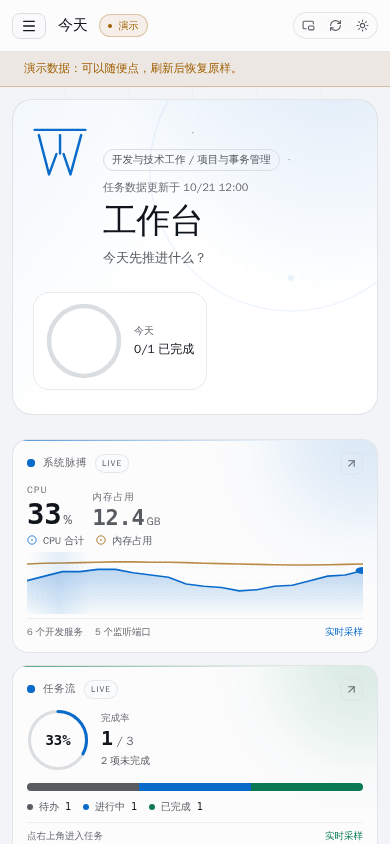 今天
演示
演示数据：可以随便点，刷新后恢复原样。
开发与技术工作 / 项目与事务管理
任务数据更新于 10/21 12:00
工作台
今天先推进什么？
今天
0/1 已完成
系统脉搏 LIVE
CPU 内存占用
33% 12.4GB
CPU 合计 内存占用
6 个开发服务 5 个监听端口 实时采样
任务流 LIVE
33%
完成率
1 / 3
2 项未完成
待办 1 进行中 1 已完成 1
点右上角进入任务 实时采样